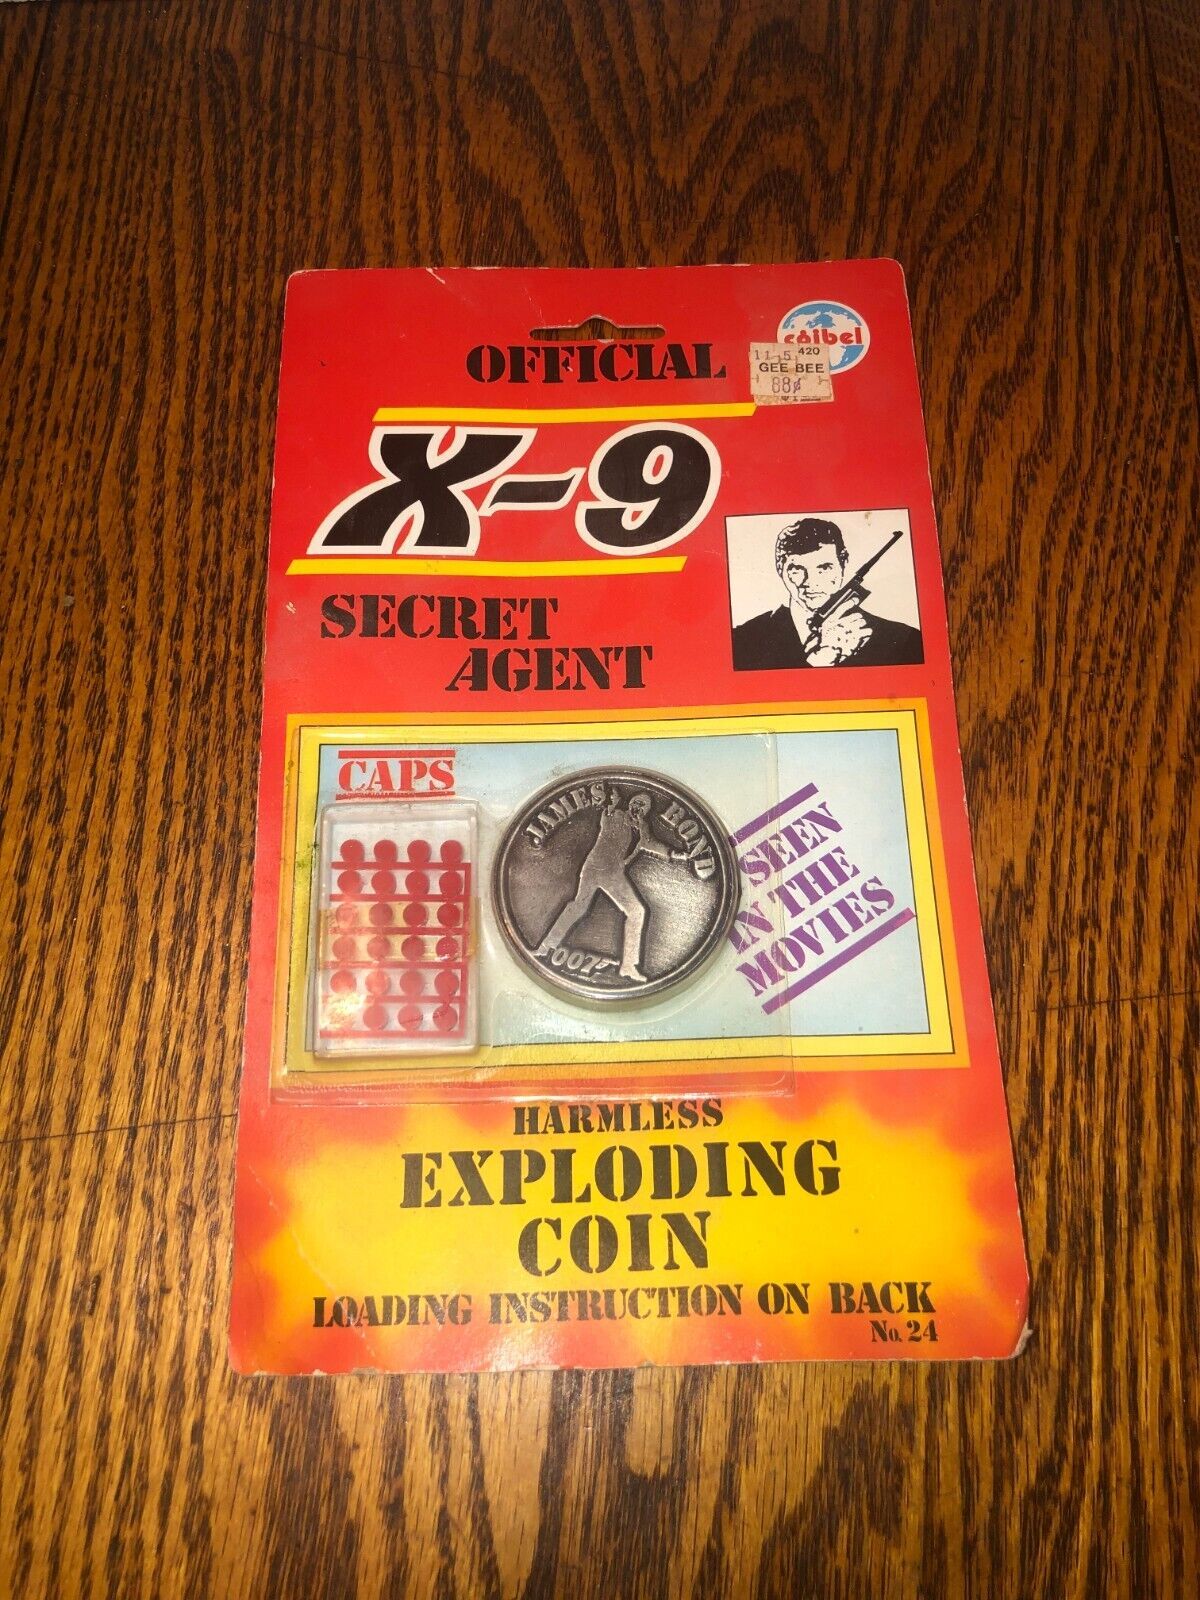 OFFICIAL
coibel
11 5 420
GEE BEE
88¢
X-9
SECRET
AGENT
CAPS
JAMES BOND
007
SEEN
IN THE
MOVIES
HARMLESS
EXPLODING
COIN
LOADING INSTRUCTION ON BACK
No. 24